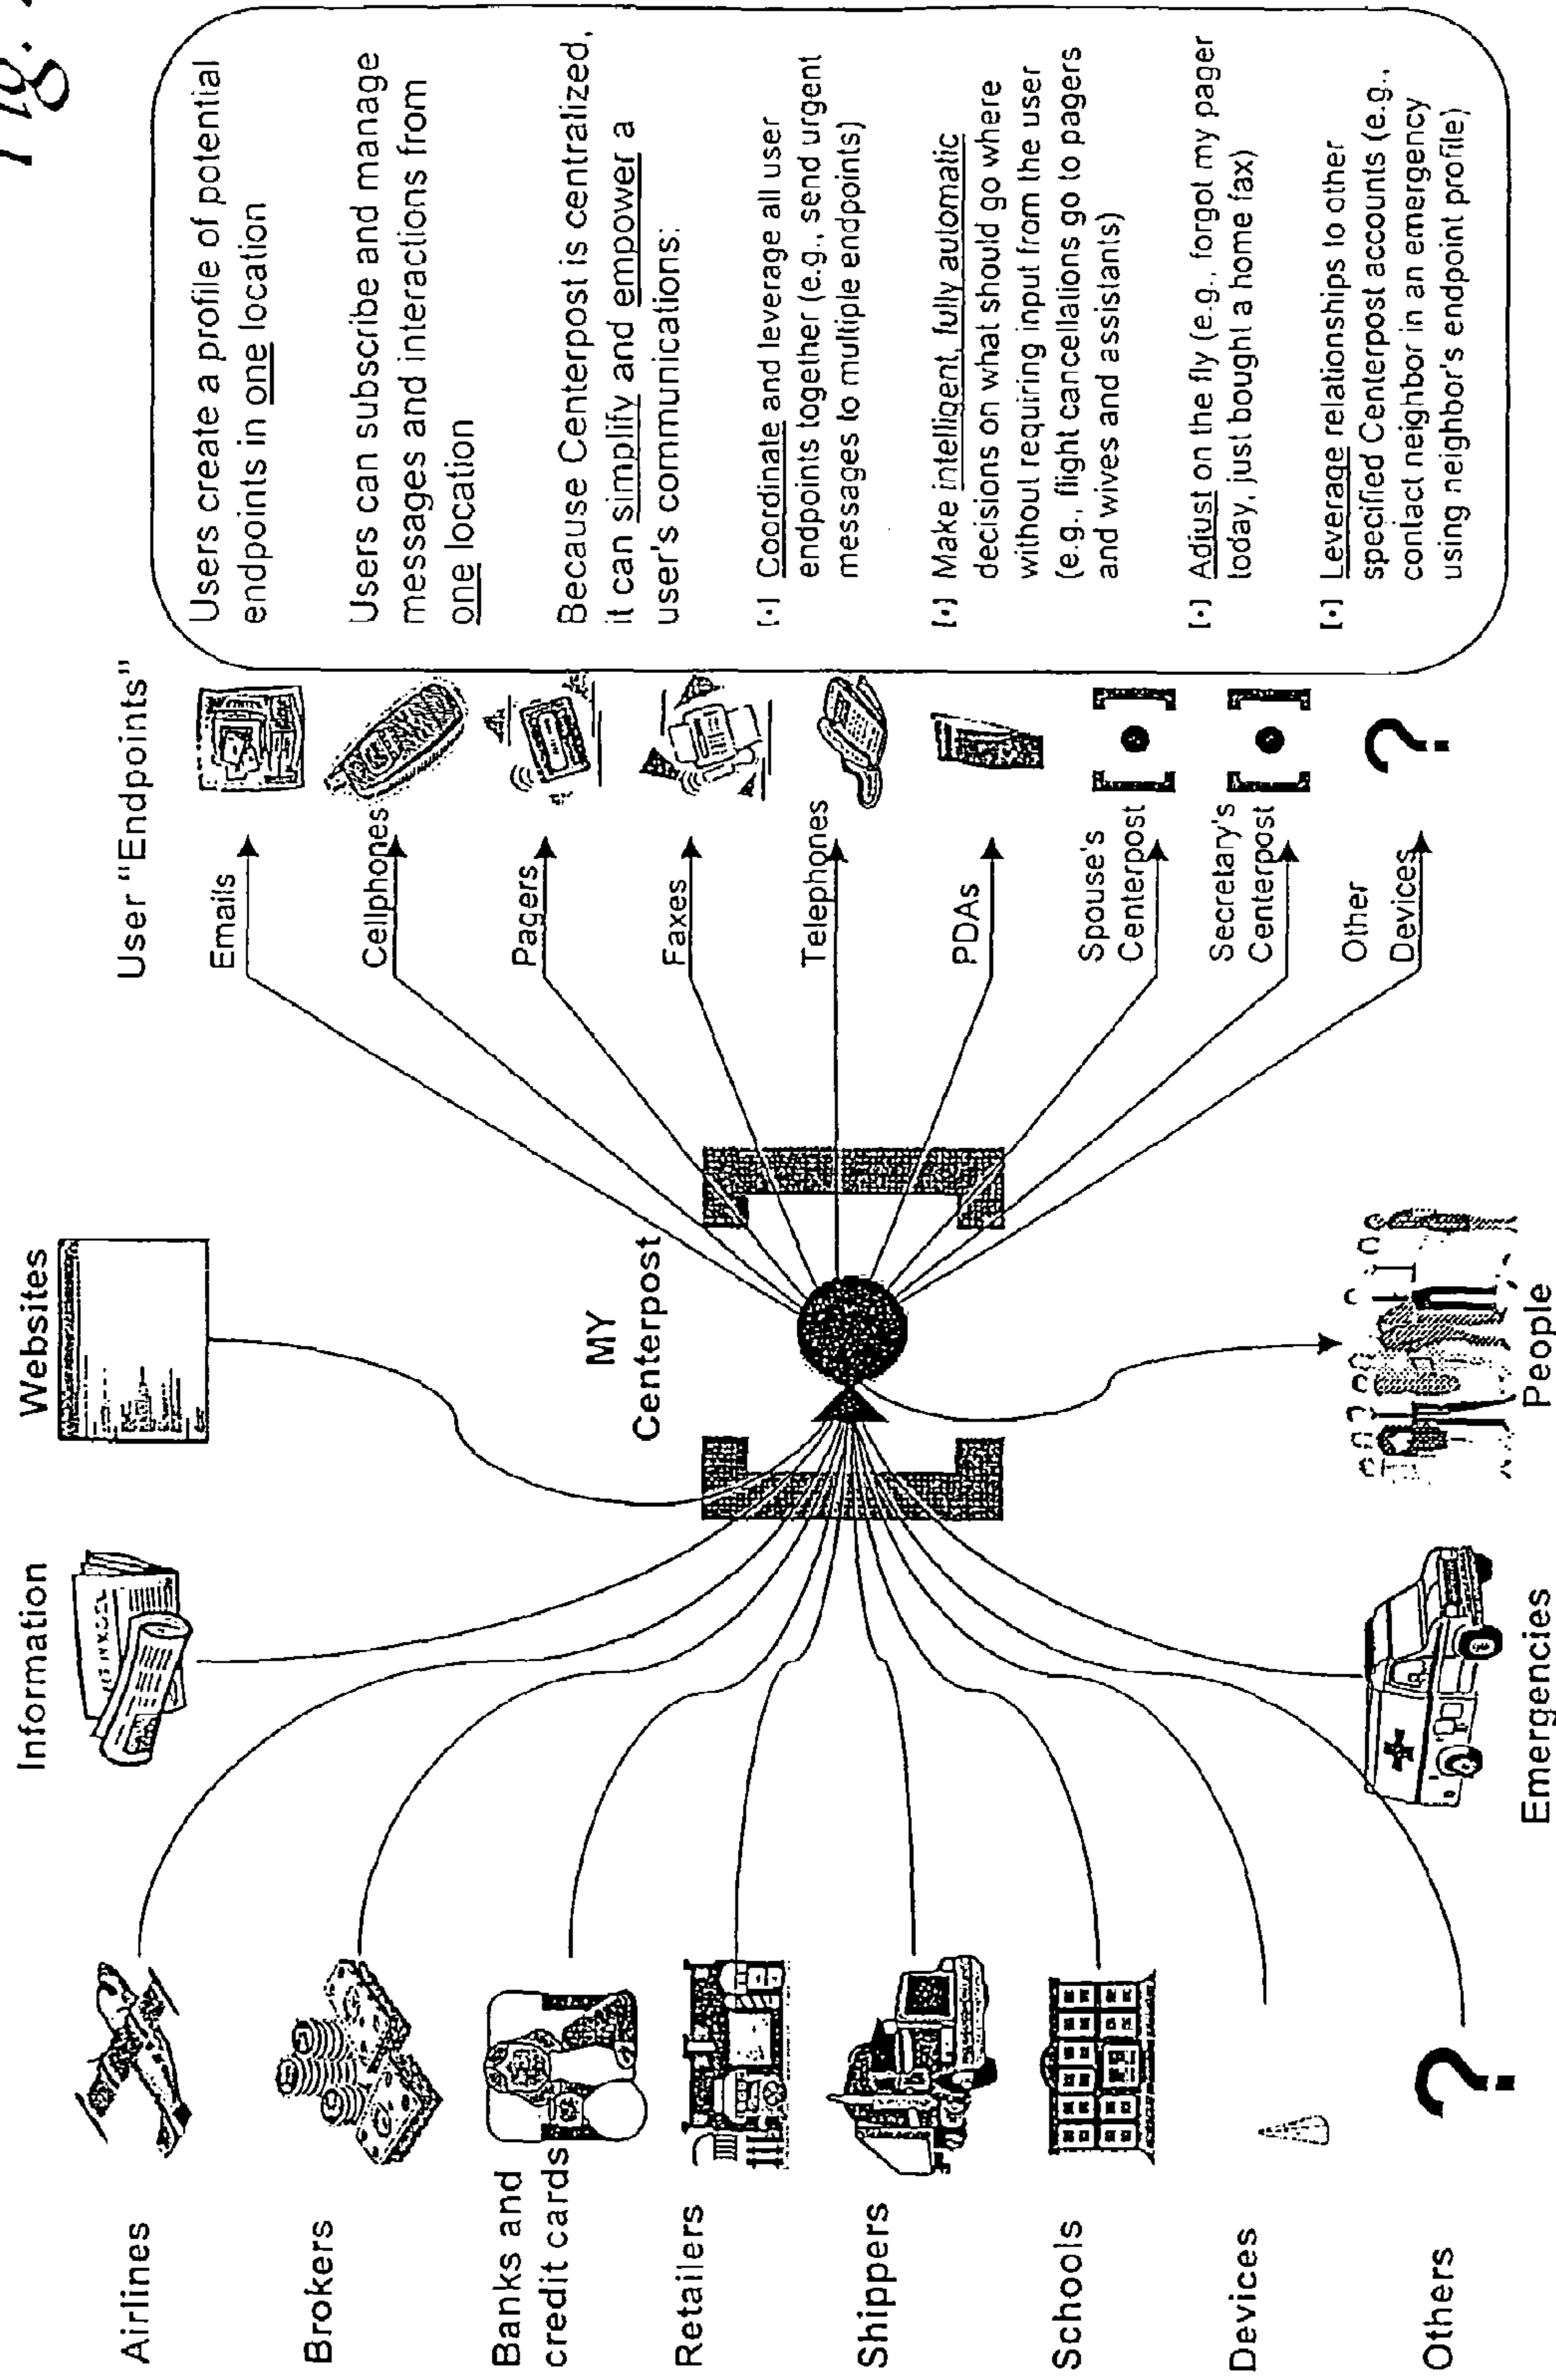 Fig.
Information
Websites
User "Endpoints"
Airlines
Brokers
Banks and
credit cards
Retailers
Shippers
Schools
Devices
Others
Emergencies
People
MY
Centerpost
Emails
Cellphones
Pagers
Faxes
Telephones
PDAs
Spouse's
Centerpost
Secretary's
Centerpost
Other
Devices
Users create a profile of potential
endpoints in one location
Users can subscribe and manage
messages and interactions from
one location
Because Centerpost is centralized,
it can simplify and empower a
user's communications:
[•] Coordinate and leverage all user
endpoints together (e.g., send urgent
messages to multiple endpoints)
[•] Make intelligent, fully automatic
decisions on what should go where
without requiring input from the user
(e.g., flight cancellations go to pagers
and wives and assistants)
[•] Adjust on the fly (e.g., forgot my pager
today, just bought a home fax)
[•] Leverage relationships to other
specified Centerpost accounts (e.g.,
contact neighbor in an emergency
using neighbor's endpoint profile)